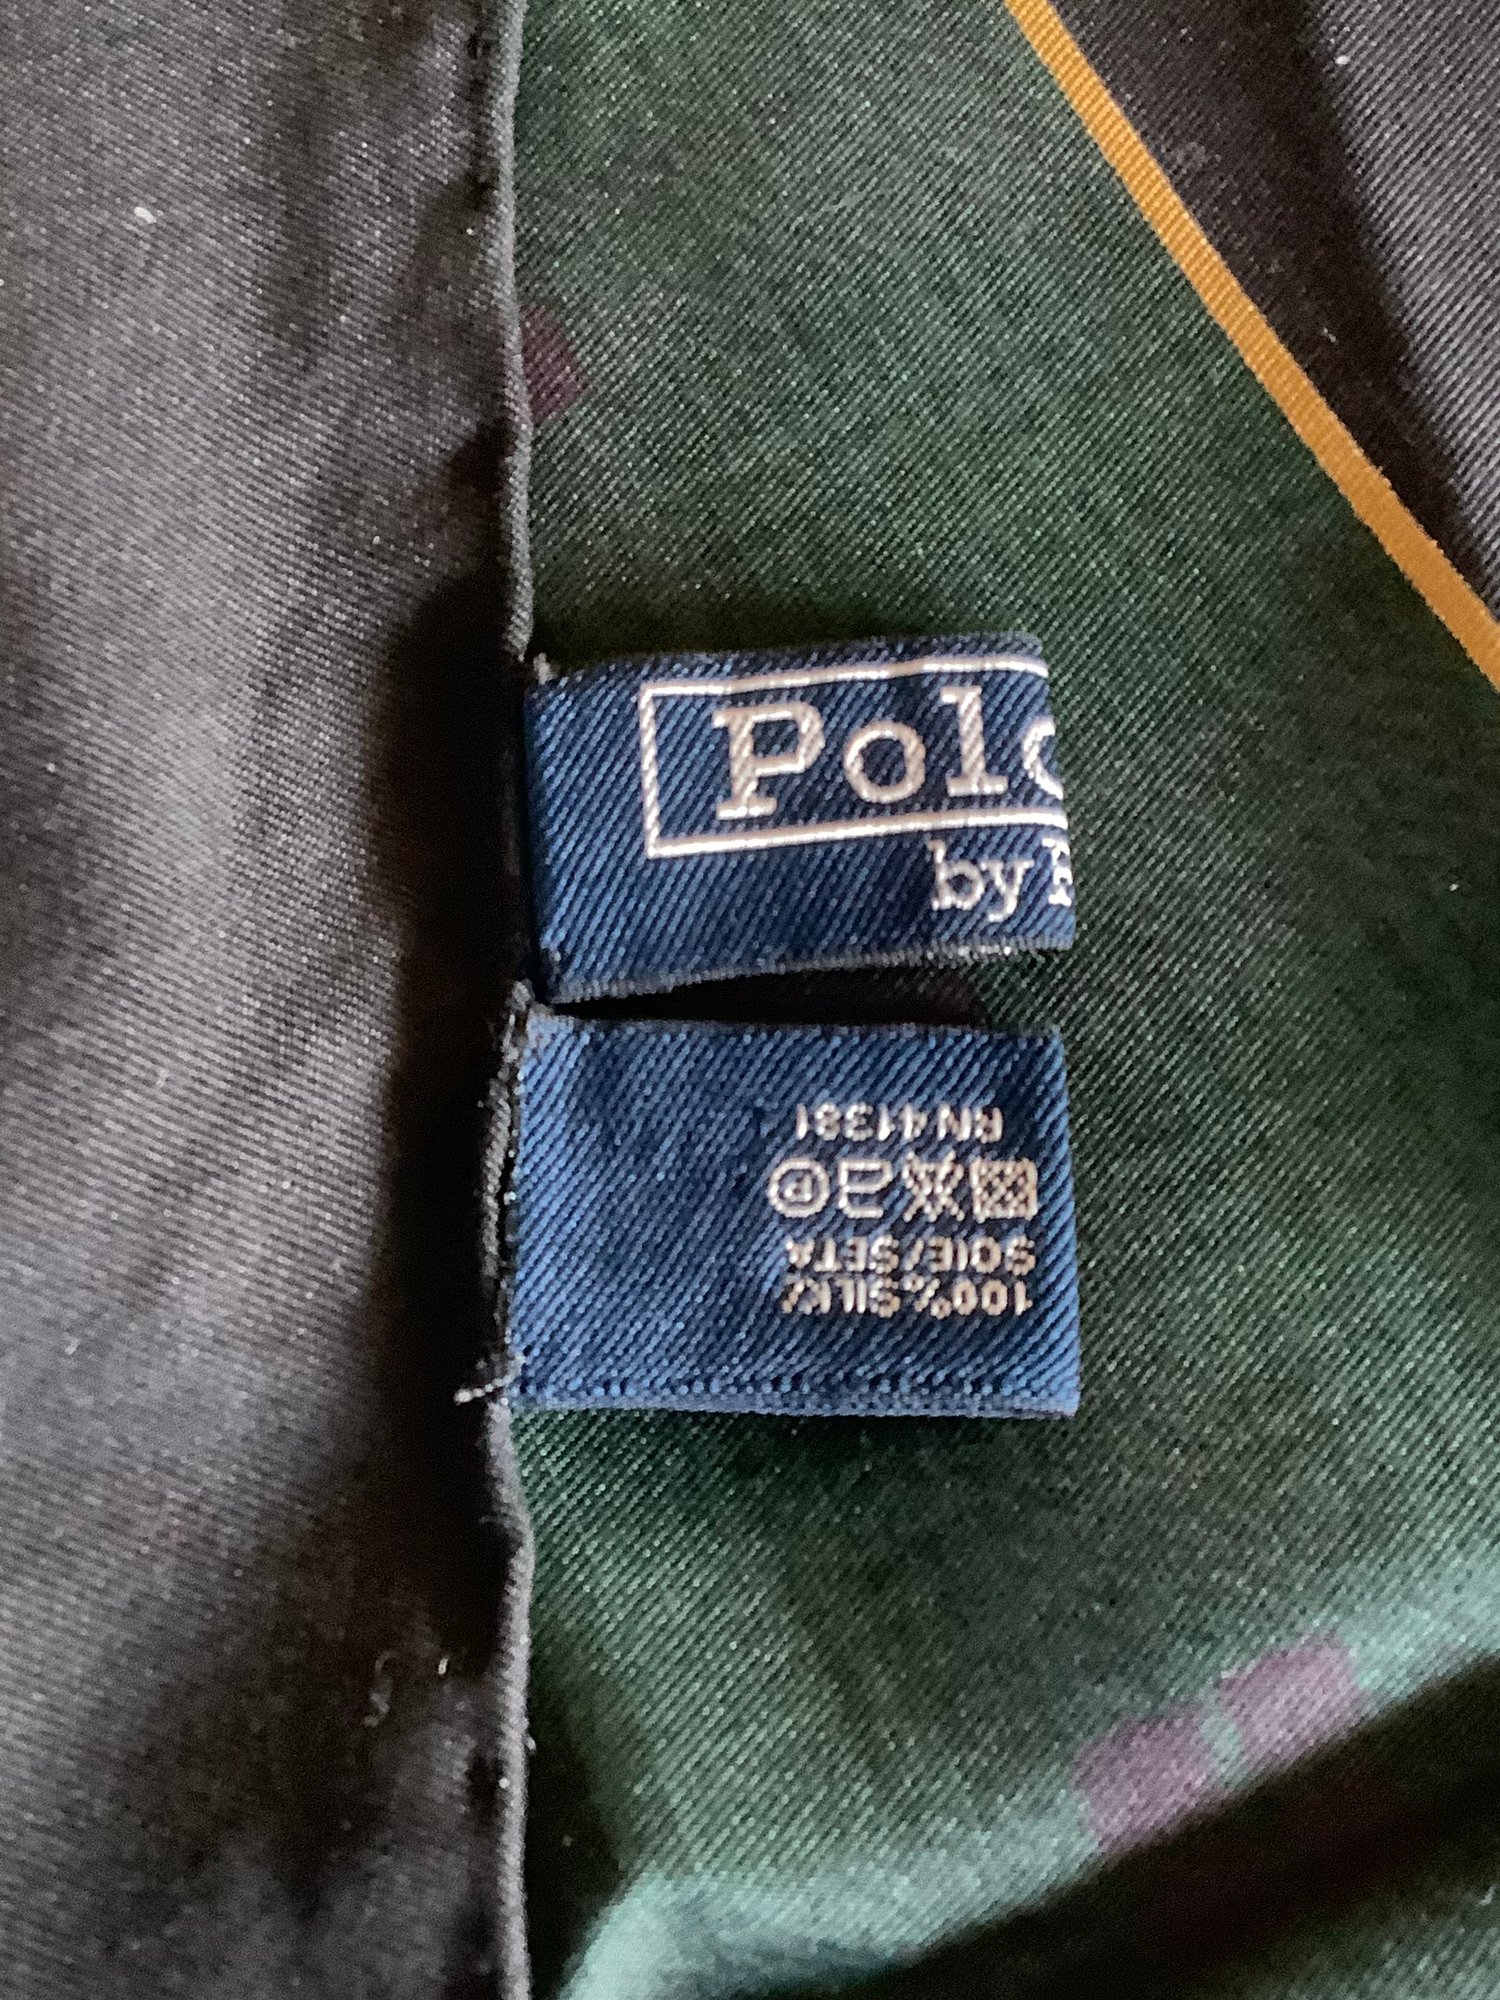 Polo
by R
100% SILK/
SOIE/SETA
RN 41381